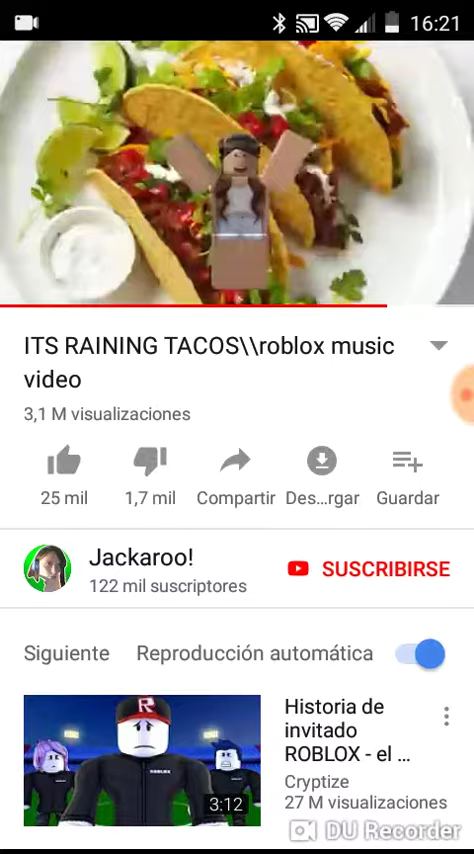 16:21
ITS RAINING TACOS\\roblox music
video
3,1 M visualizaciones
25 mil
1,7 mil
Compartir
Des...rgar
Guardar
Jackaroo!
122 mil suscriptores
SUSCRIBIRSE
Siguiente
Reproducción automática
R
ROBLOX
3:12
Historia de
invitado
ROBLOX - el ...
Cryptize
27 M visualizaciones
DU Recorder